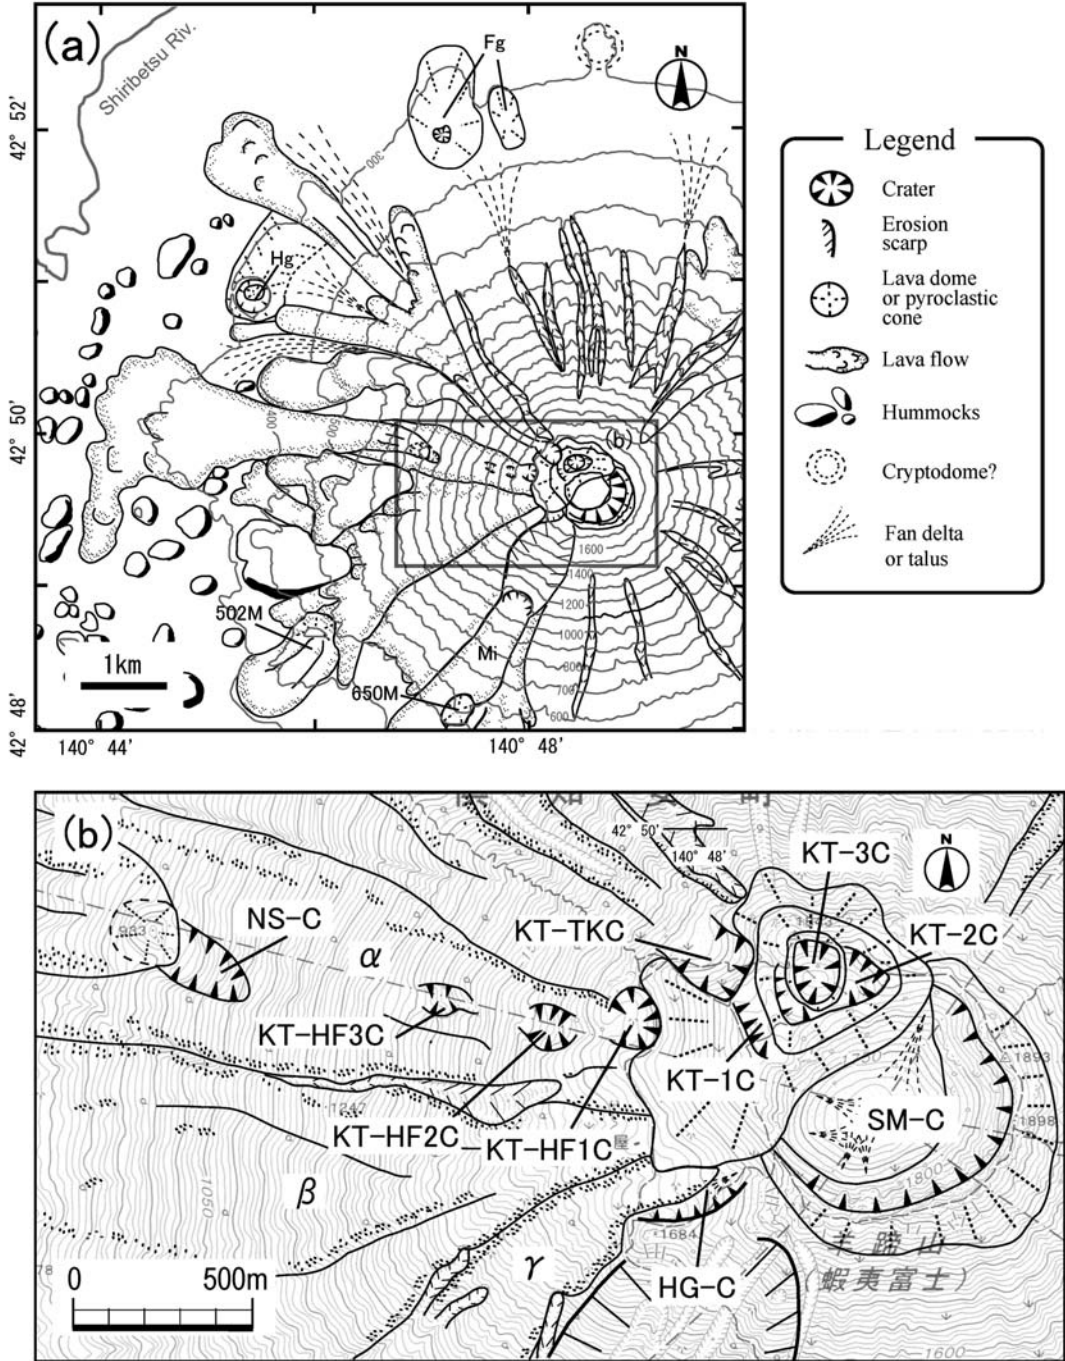 (a)
Shiribetsu Riv.
Fg
N
42° 52'
300
Hg
42° 50'
400
500
(b)
1600
1400
1200
1000
800
700
600
502M
Mi
650M
1km
42° 48'
140° 44'
140° 48'
Legend
Crater
Erosion
scarp
Lava dome
or pyroclastic
cone
Lava flow
Hummocks
Cryptodome?
Fan delta
or talus
(b)
42° 50'
140° 48'
N
KT-3C
KT-2C
KT-TKC
NS-C
933
α
KT-HF3C
KT-1C
1893
SM-C
1898
1247
KT-HF2C
KT-HF1C
屋
β
1050
1800
1684
γ
HG-C
羊蹄山
(蝦夷富士)
0
500m
78
1600